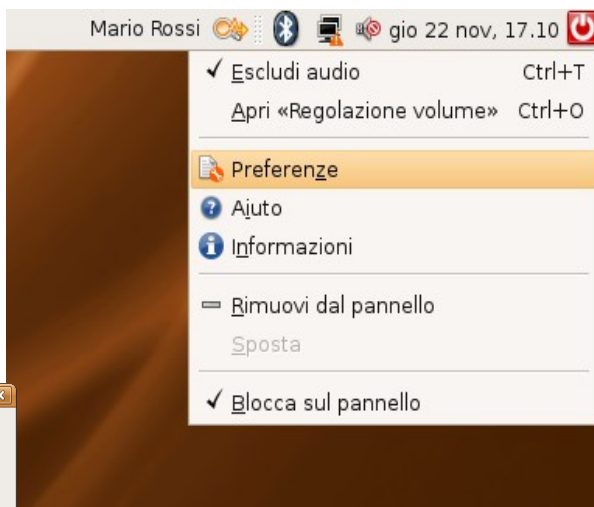 Mario Rossi gio 22 nov, 17.10
Escludi audio Ctrl+T
Apri «Regolazione volume» Ctrl+O
Preferenze
Aiuto
Informazioni
Rimuovi dal pannello
Sposta
Blocca sul pannello